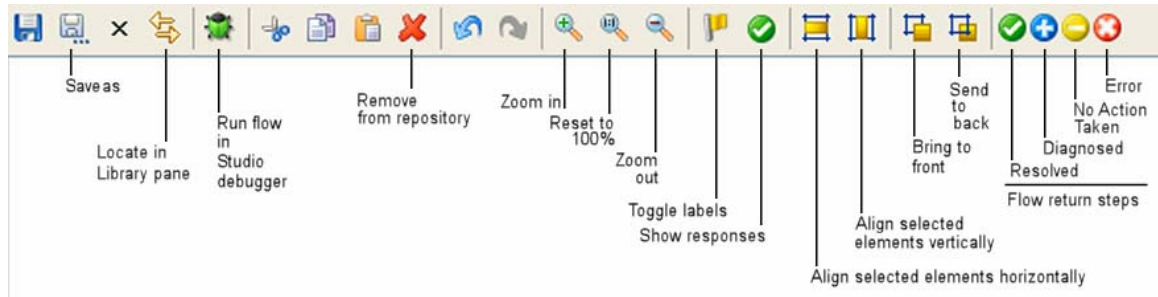 Save as
Locate in
Library pane
Run flow
in
Studio
debugger
Remove
from repository
Zoom in
Reset to
100%
Zoom
out
Toggle labels
Show responses
Align selected elements horizontally
Align selected
elements vertically
Bring to
front
Send
to
back
Resolved
Diagnosed
No Action
Taken
Error
Flow return steps